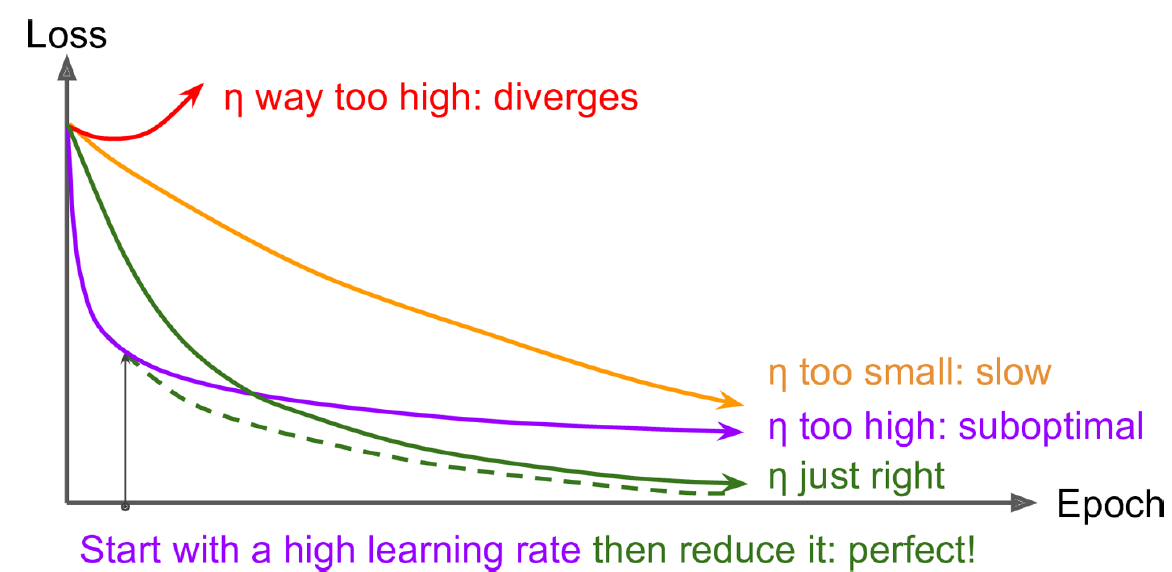 Loss
η way too high: diverges
η too small: slow
η too high: suboptimal
η just right
Epoch
Start with a high learning rate then reduce it: perfect!